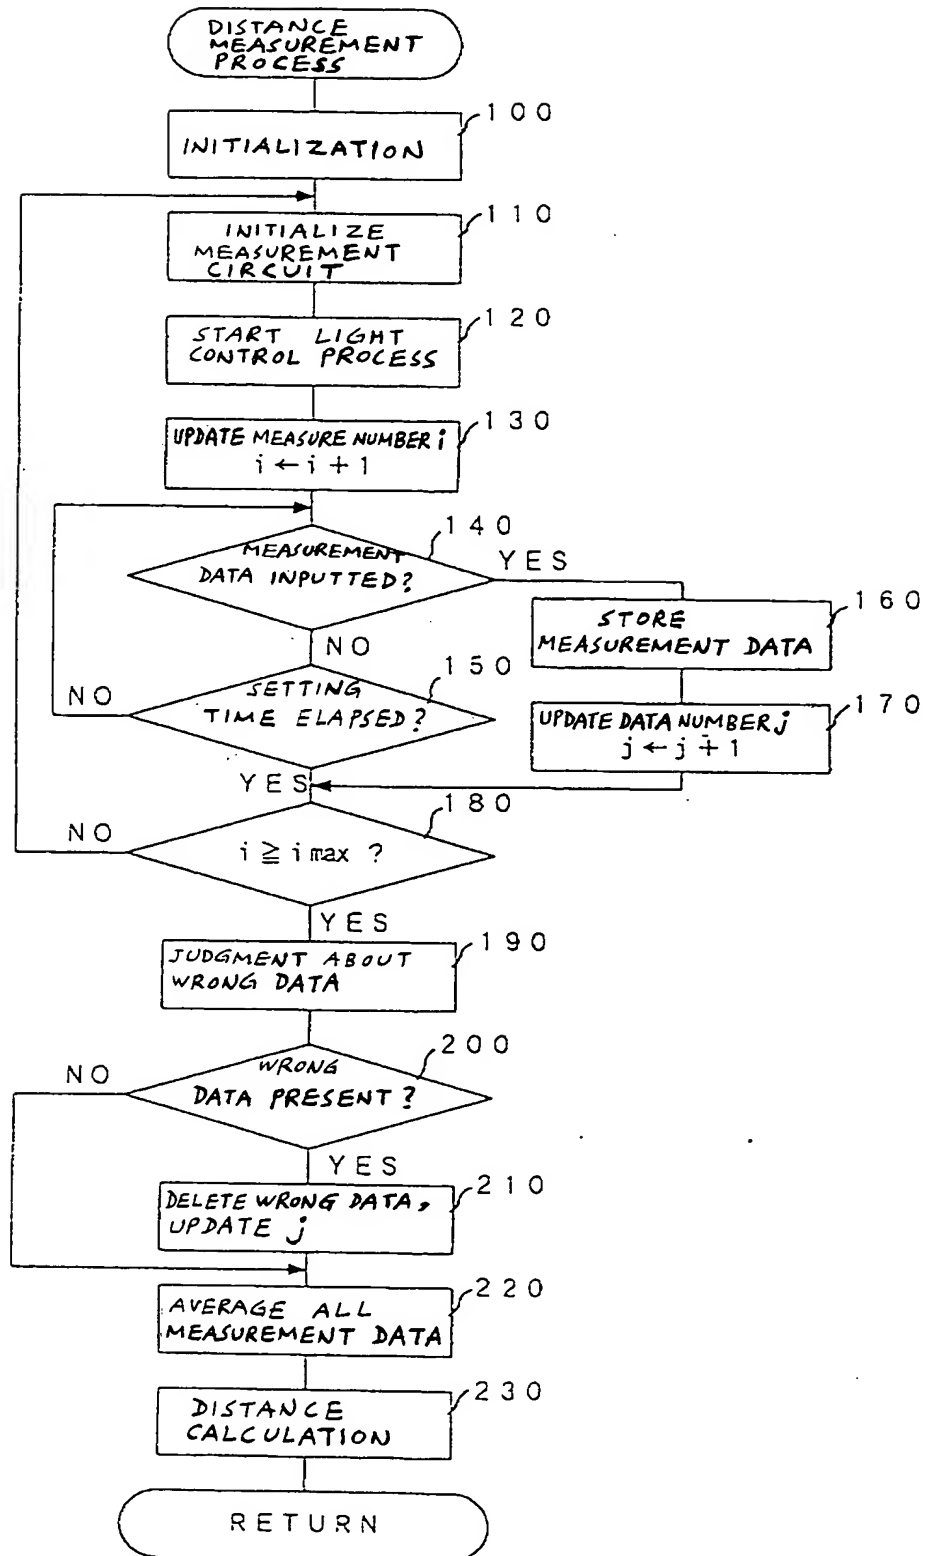 DISTANCE
MEASUREMENT
PROCESS
100
INITIALIZATION
110
INITIALIZE
MEASUREMENT
CIRCUIT
120
START LIGHT
CONTROL PROCESS
130
UPDATE MEASURE NUMBER i
i ← i + 1
140
MEASUREMENT
DATA INPUTTED?
YES
NO
160
STORE
MEASUREMENT DATA
150
SETTING
TIME ELAPSED?
NO
YES
170
UPDATE DATA NUMBER j
j ← j + 1
180
i ≧ i max ?
NO
YES
190
JUDGMENT ABOUT
WRONG DATA
200
WRONG
DATA PRESENT?
NO
YES
210
DELETE WRONG DATA,
UPDATE j
220
AVERAGE ALL
MEASUREMENT DATA
230
DISTANCE
CALCULATION
RETURN